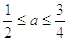 1/2 ≤ a ≤ 3/4